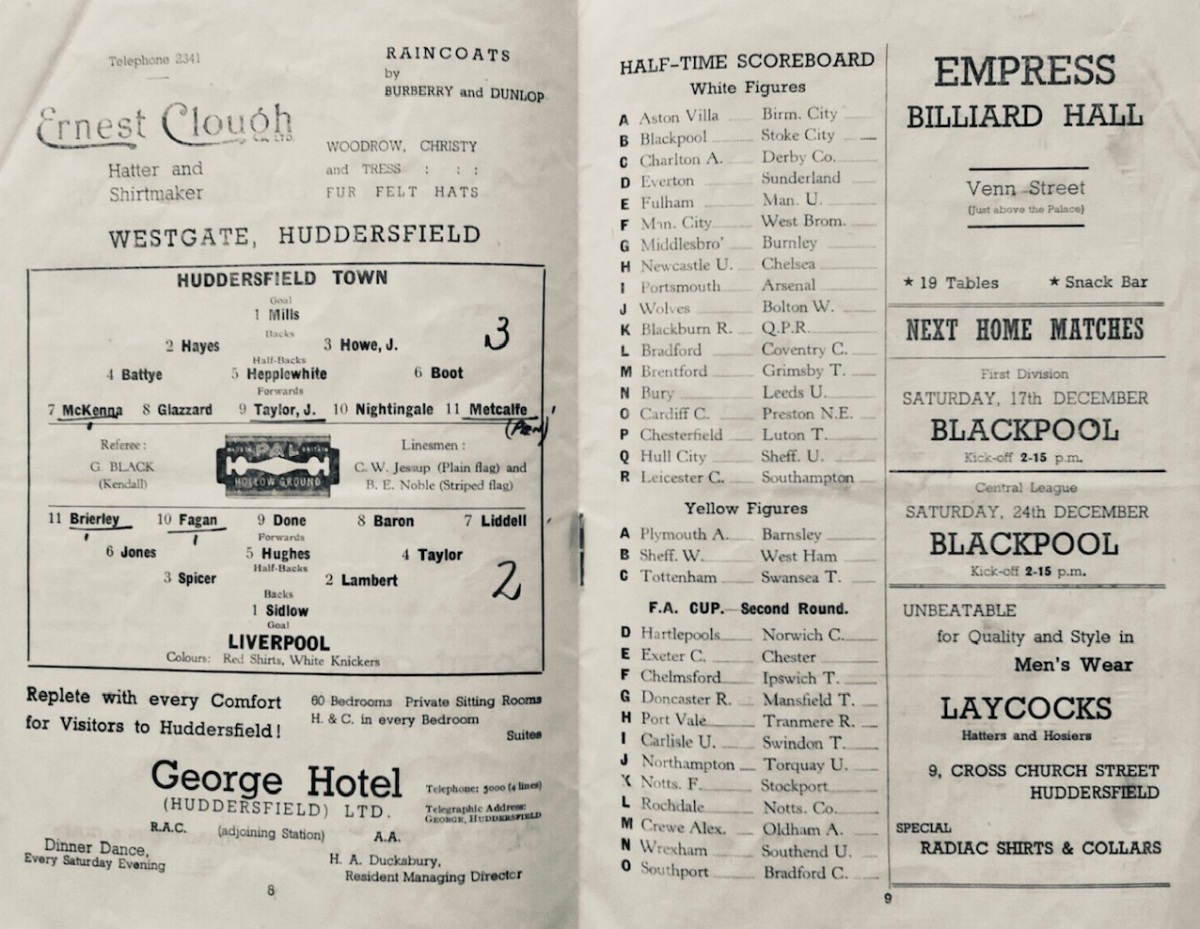 Telephone 2341
RAINCOATS
by
BURBERRY and DUNLOP
Ernest Clough
LTD.
Hatter and
Shirtmaker
WOODROW, CHRISTY
and TRESS : : :
FUR FELT HATS
WESTGATE, HUDDERSFIELD
HUDDERSFIELD TOWN
Goal
1 Mills
3
Backs
2 Hayes 3 Howe, J.
Half-Backs
4 Battye 5 Hepplewhite 6 Boot
Forwards
7 McKenna 8 Glazzard 9 Taylor, J. 10 Nightingale 11 Metcalfe
(Pen)
Referee :
G. BLACK
(Kendall)
PAL
HOLLOW GROUND
Linesmen :
C. W. Jessup (Plain flag) and
B. E. Noble (Striped flag)
11 Brierley 10 Fagan 9 Done 8 Baron 7 Liddell
Forwards
6 Jones 5 Hughes 4 Taylor
Half-Backs
3 Spicer 2 Lambert
2
Backs
1 Sidlow
Goal
LIVERPOOL
Colours: Red Shirts, White Knickers
Replete with every Comfort
for Visitors to Huddersfield!
60 Bedrooms Private Sitting Rooms
H. & C. in every Bedroom
Suites
George Hotel
(HUDDERSFIELD) LTD.
Telephone: 5000 (4 lines)
Telegraphic Address:
GEORGE, HUDDERSFIELD
R.A.C. (adjoining Station) A.A.
Dinner Dance,
Every Saturday Evening
H. A. Ducksbury,
Resident Managing Director
8
HALF-TIME SCOREBOARD
White Figures
A Aston Villa Birm. City
B Blackpool Stoke City
C Charlton A. Derby Co.
D Everton Sunderland
E Fulham Man. U.
F Man. City West Brom.
G Middlesbro' Burnley
H Newcastle U. Chelsea
I Portsmouth Arsenal
J Wolves Bolton W.
K Blackburn R. Q.P.R.
L Bradford Coventry C.
M Brentford Grimsby T.
N Bury Leeds U.
O Cardiff C. Preston N.E.
P Chesterfield Luton T.
Q Hull City Sheff. U.
R Leicester C. Southampton
Yellow Figures
A Plymouth A. Barnsley
B Sheff. W. West Ham
C Tottenham Swansea T.
F.A. CUP. Second Round.
D Hartlepools Norwich C.
E Exeter C. Chester
F Chelmsford Ipswich T.
G Doncaster R. Mansfield T.
H Port Vale Tranmere R.
I Carlisle U. Swindon T.
J Northampton Torquay U.
K Notts. F. Stockport
L Rochdale Notts. Co.
M Crewe Alex. Oldham A.
N Wrexham Southend U.
O Southport Bradford C.
9
EMPRESS
BILLIARD HALL
Venn Street
(Just above the Palace)
★ 19 Tables ★ Snack Bar
NEXT HOME MATCHES
First Division
SATURDAY, 17th DECEMBER
BLACKPOOL
Kick-off 2-15 p.m.
Central League
SATURDAY, 24th DECEMBER
BLACKPOOL
Kick-off 2-15 p.m.
UNBEATABLE
for Quality and Style in
Men's Wear
LAYCOCKS
Hatters and Hosiers
9, CROSS CHURCH STREET
HUDDERSFIELD
SPECIAL
RADIAC SHIRTS & COLLARS